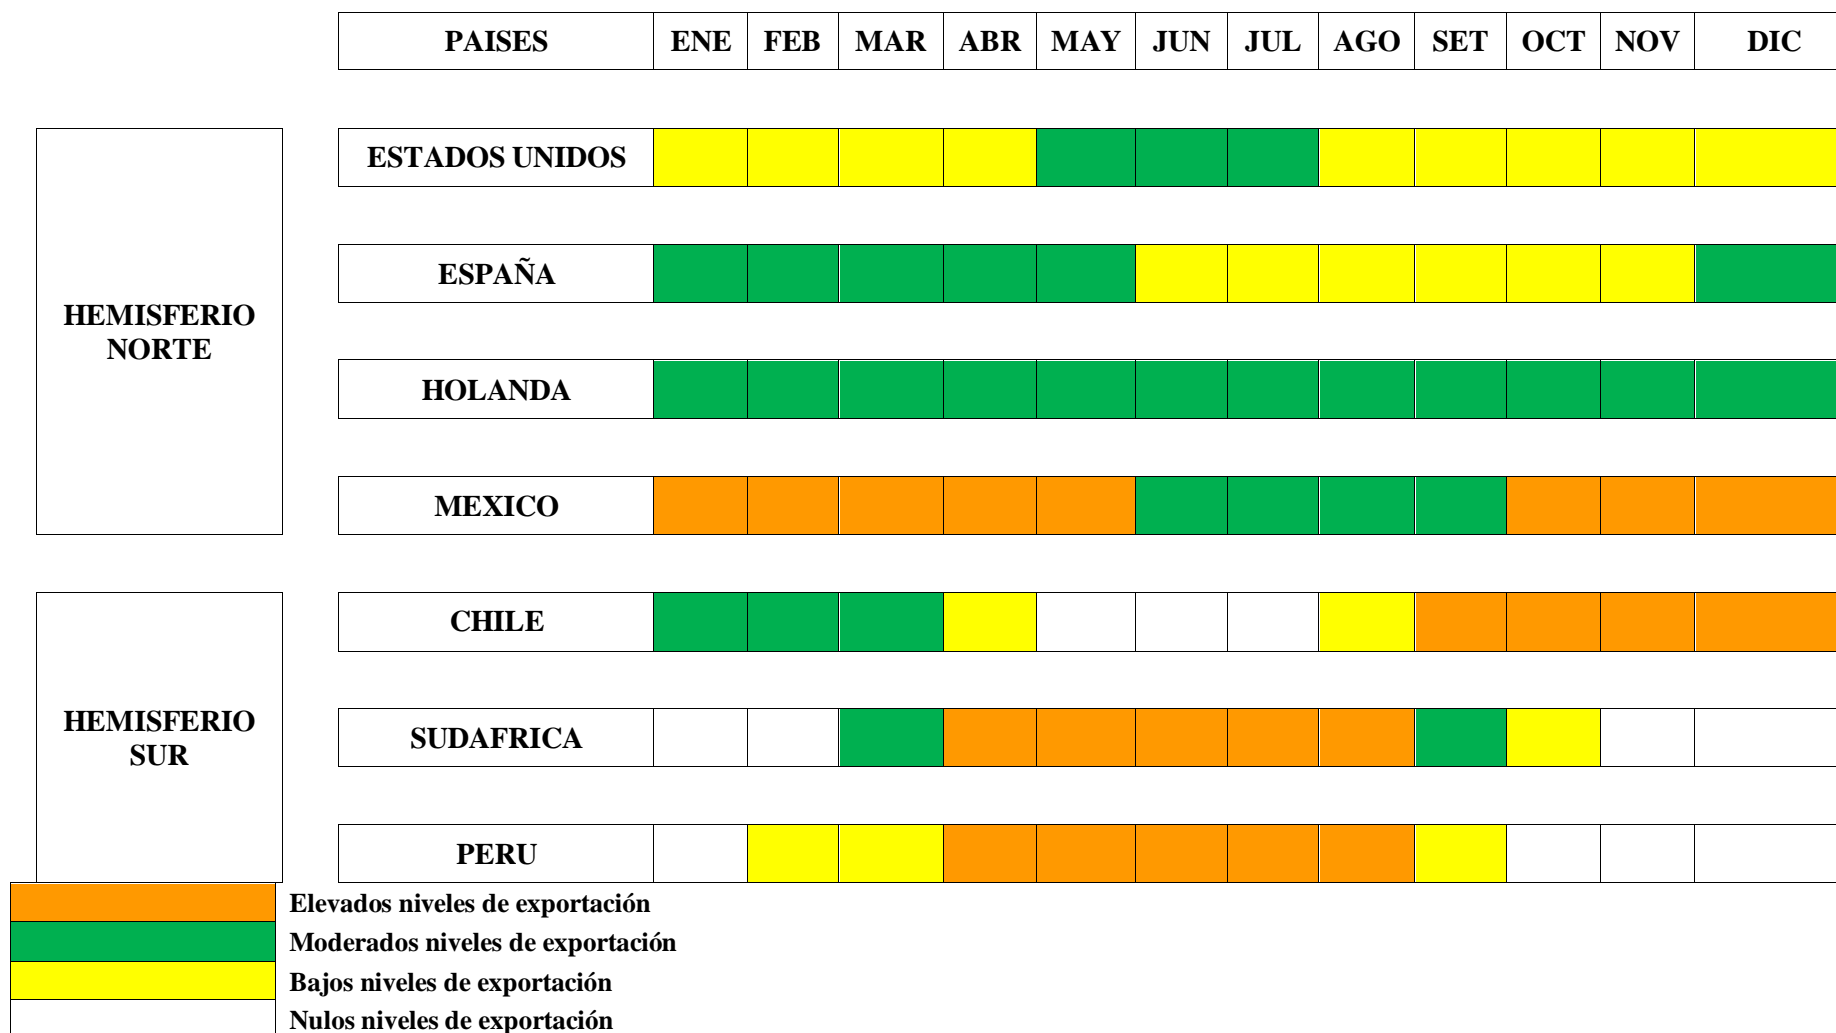 PAISES ENE FEB MAR ABR MAY JUN JUL AGO SET OCT NOV DIC
ESTADOS UNIDOS
ESPAÑA
HEMISFERIO
NORTE
HOLANDA
MEXICO
CHILE
HEMISFERIO
SUR
SUDAFRICA
PERU
Elevados niveles de exportación
Moderados niveles de exportación
Bajos niveles de exportación
Nulos niveles de exportación